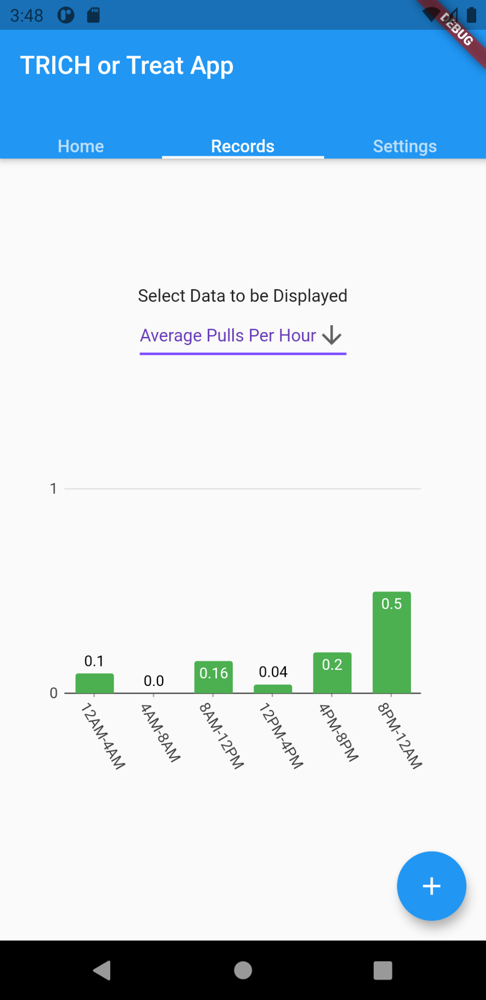 3:48
DEBUG
TRICH or Treat App
Home Records Settings
Select Data to be Displayed
Average Pulls Per Hour
1
0.5
0.1 0.0 0.16 0.04 0.2
0
12AM-4AM 4AM-8AM 8AM-12PM 12PM-4PM 4PM-8PM 8PM-12AM
+